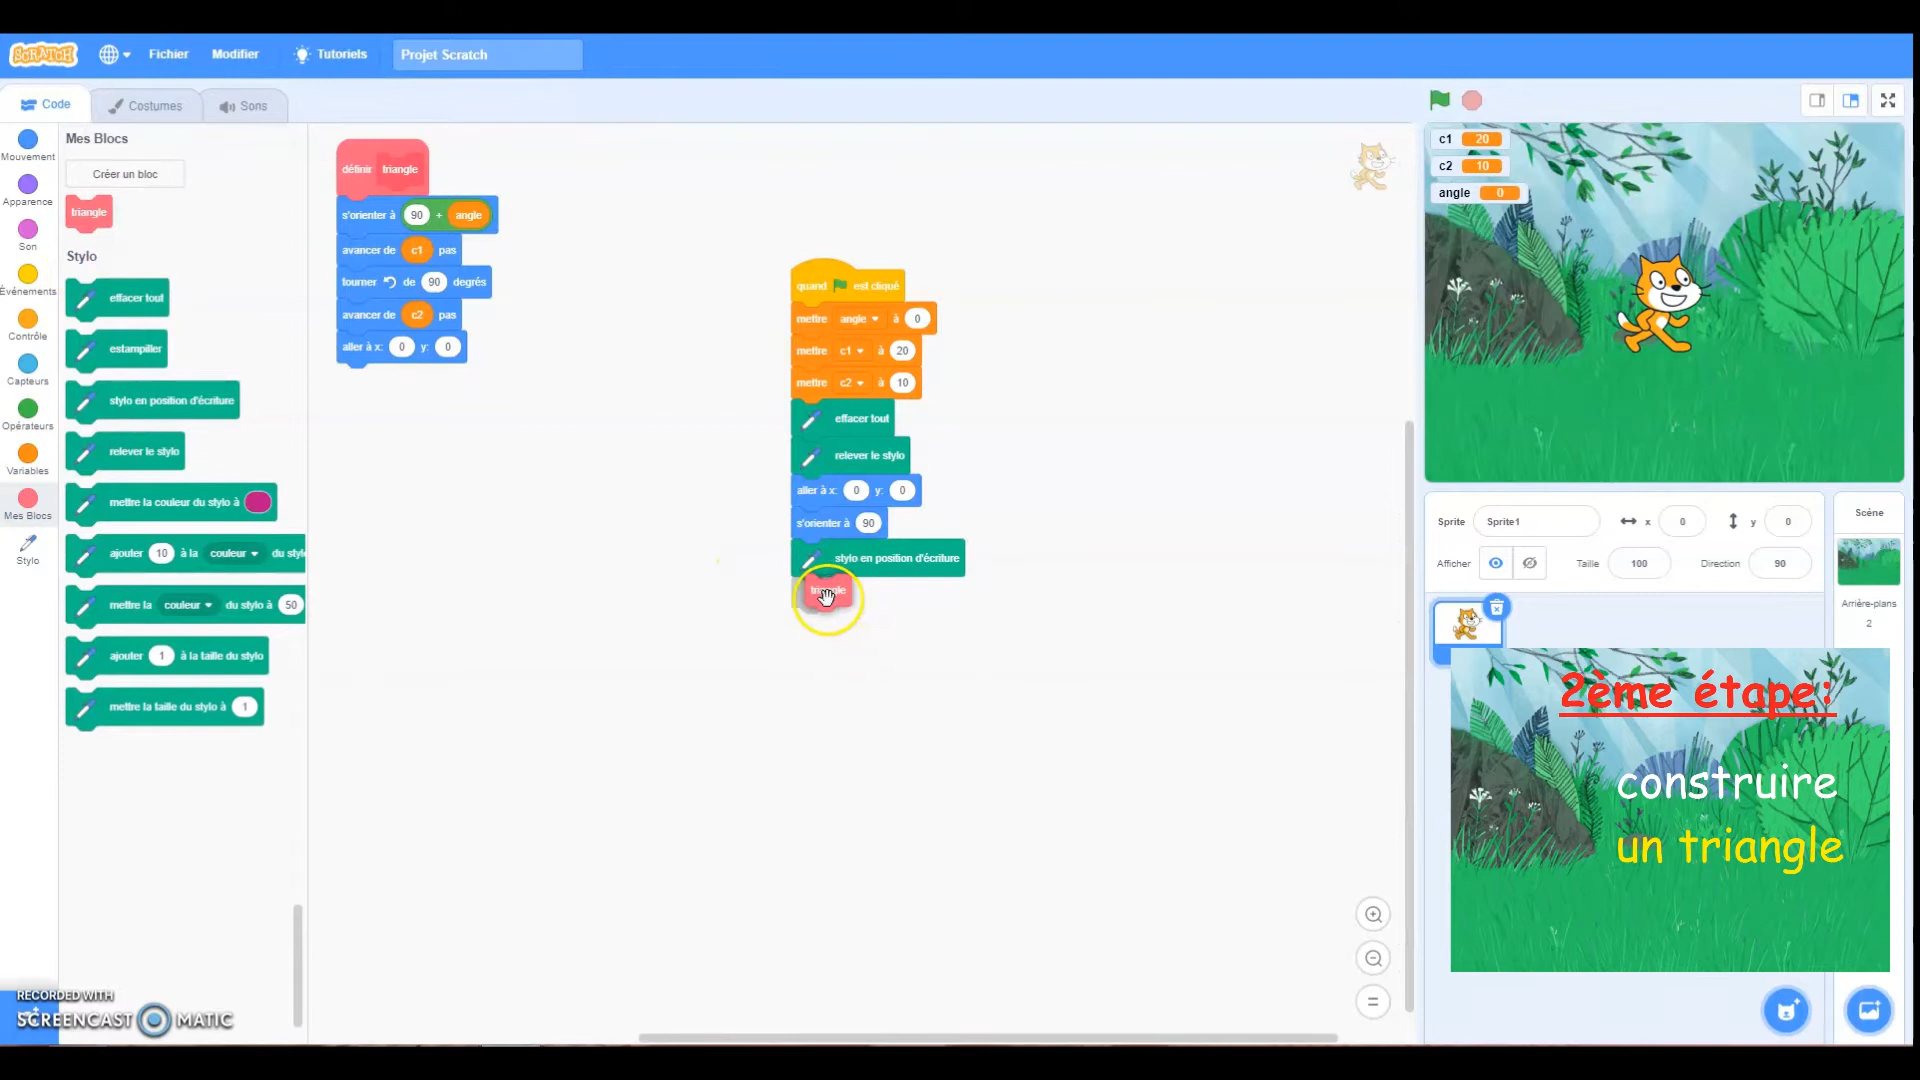 SCRATCH
Fichier
Modifier
Tutoriels
Projet Scratch
Code
Costumes
Sons
Mouvement
Apparence
Son
Événements
Contrôle
Capteurs
Opérateurs
Variables
Mes Blocs
Stylo
Mes Blocs
Créer un bloc
triangle
Stylo
effacer tout
estampiller
stylo en position d'écriture
relever le stylo
mettre la couleur du stylo à
ajouter 10 à la couleur du style
mettre la couleur du stylo à 50
ajouter 1 à la taille du stylo
mettre la taille du stylo à 1
définir triangle
s'orienter à 90 + angle
avancer de c1 pas
tourner de 90 degrés
avancer de c2 pas
aller à x: 0 y: 0
quand est cliqué
mettre angle à 0
mettre c1 à 20
mettre c2 à 10
effacer tout
relever le stylo
aller à x: 0 y: 0
s'orienter à 90
stylo en position d'écriture
triangle
c1 20
c2 10
angle 0
Sprite Sprite1 x 0 y 0
Afficher Taille 100 Direction 90
Scène
Arrière-plans
2
2ème étape:
construire
un triangle
RECORDED WITH
SCREENCAST MATIC